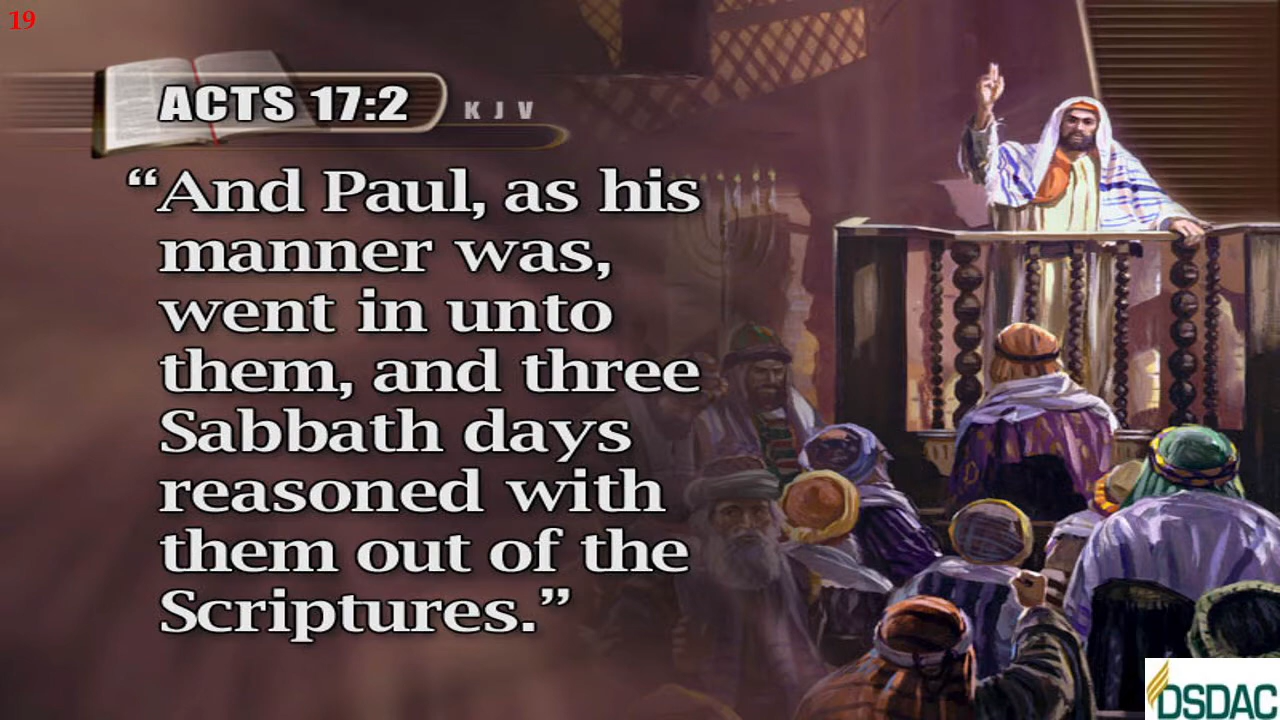 19
ACTS 17:2 KJV
“And Paul, as his
manner was,
went in unto
them, and three
Sabbath days
reasoned with
them out of the
Scriptures.”
DSDAC